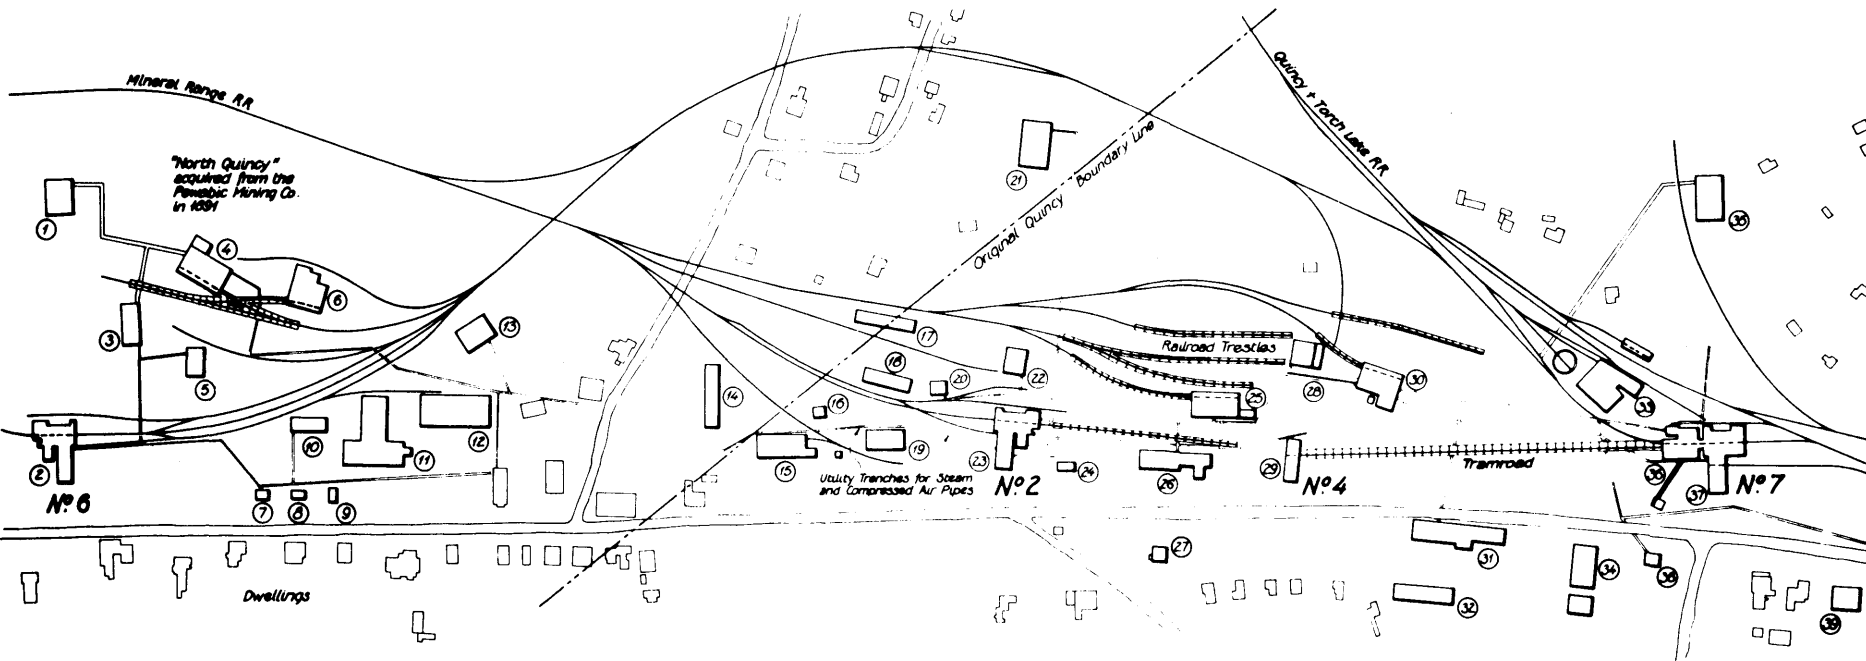 Mineral Range RR
"North Quincy"
acquired from the
Pewabic Mining Co.
in 1891
Quincy + Torch Lake RR
Original Quincy Boundary Line
Railroad Trestles
Tramroad
Utility Trenches for Steam
and Compressed Air Pipes
Nº 6
Nº 2
Nº 4
Nº 7
Dwellings
1
2
3
4
5
6
7
8
9
10
11
12
13
14
15
16
17
18
19
20
21
22
23
24
25
26
27
28
29
30
31
32
33
34
35
36
37
38
39